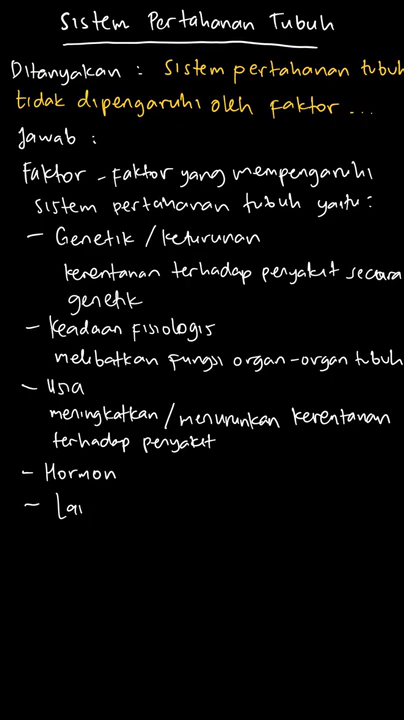 Sistem Pertahanan Tubuh
Ditanyakan : Sistem pertahanan tubuh
tidak dipengaruhi oleh faktor ...
Jawab :
Faktor - faktor yang mempengaruhi
sistem pertahanan tubuh yaitu :
- Genetik / keturunan
kerentanan terhadap penyakit secara
genetik
- Keadaan fisiologis
melibatkan fungsi organ-organ tubuh
- Usia
meningkatkan / menurunkan kerentanan
terhadap penyakit
- Hormon
- Lai